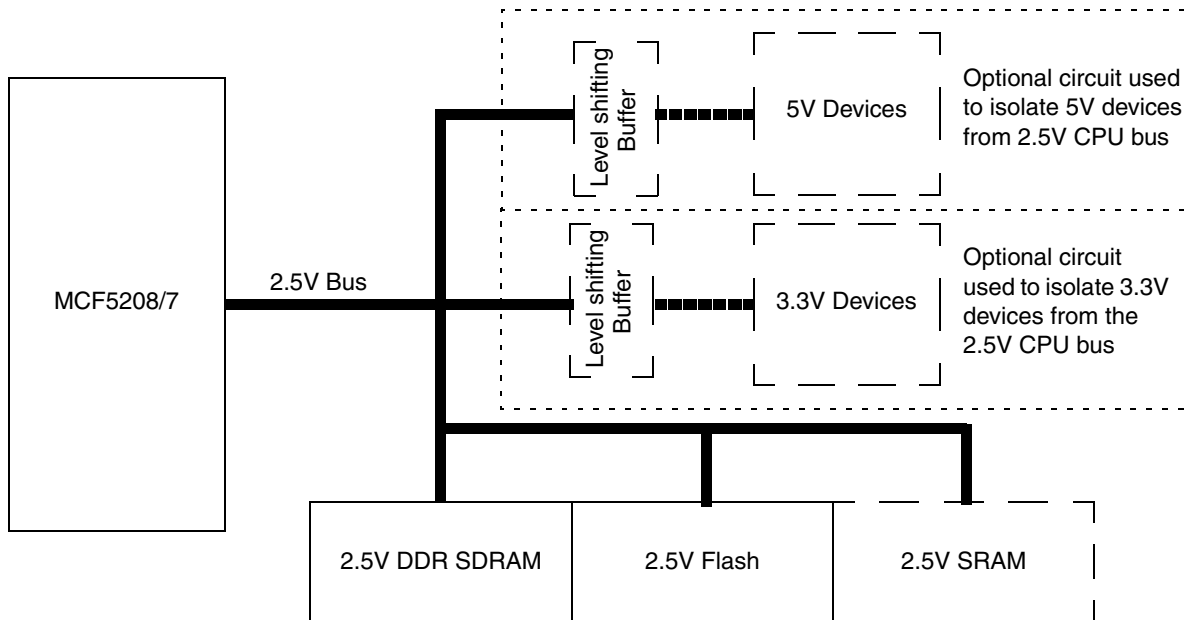 Level shifting
Buffer
5V Devices
Optional circuit used
to isolate 5V devices
from 2.5V CPU bus
MCF5208/7
2.5V Bus
Level shifting
Buffer
3.3V Devices
Optional circuit
used to isolate 3.3V
devices from the
2.5V CPU bus
2.5V DDR SDRAM
2.5V Flash
2.5V SRAM